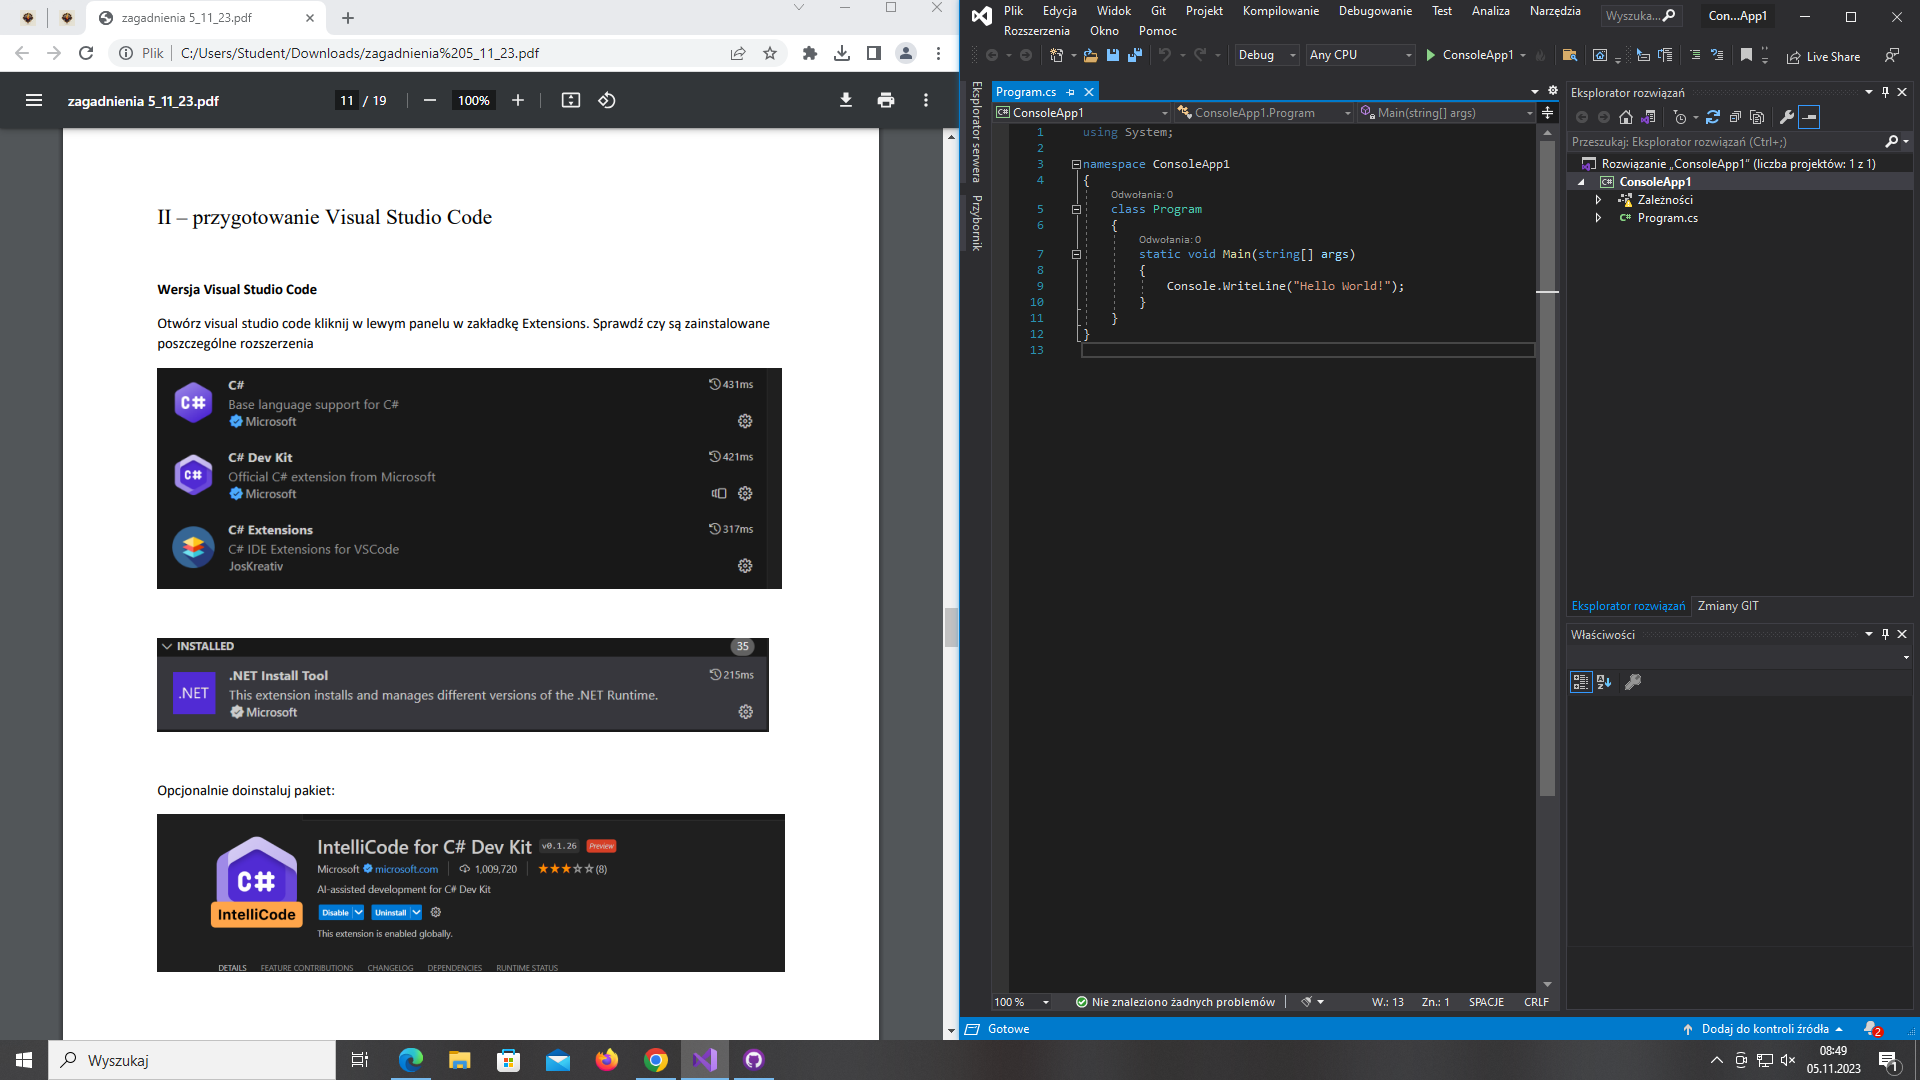 zagadnienia 5_11_23.pdf
Plik
C:/Users/Student/Downloads/zagadnienia%205_11_23.pdf
zagadnienia 5_11_23.pdf
11 / 19
100%
II – przygotowanie Visual Studio Code
Wersja Visual Studio Code
Otwórz visual studio code kliknij w lewym panelu w zakładkę Extensions. Sprawdź czy są zainstalowane
poszczególne rozszerzenia
C#
431ms
Base language support for C#
Microsoft
C# Dev Kit
421ms
Official C# extension from Microsoft
Microsoft
C# Extensions
317ms
C# IDE Extensions for VSCode
JosKreativ
INSTALLED
35
.NET
.NET Install Tool
215ms
This extension installs and manages different versions of the .NET Runtime.
Microsoft
Opcjonalnie doinstaluj pakiet:
C#
IntelliCode
IntelliCode for C# Dev Kit v0.1.26 Preview
Microsoft microsoft.com 1,009,720 (8)
AI-assisted development for C# Dev Kit
Disable Uninstall
This extension is enabled globally.
DETAILS FEATURE CONTRIBUTIONS CHANGELOG DEPENDENCIES RUNTIME STATUS
Plik Edycja Widok Git Projekt Kompilowanie Debugowanie Test Analiza Narzędzia
Wyszuka...
Con...App1
Rozszerzenia Okno Pomoc
Debug Any CPU ConsoleApp1 Live Share
Eksplorator serwera
Przybornik
Program.cs
ConsoleApp1 ConsoleApp1.Program Main(string[] args)
1 using System;
2
3 namespace ConsoleApp1
4 {
Odwołania: 0
5 class Program
6 {
Odwołania: 0
7 static void Main(string[] args)
8 {
9 Console.WriteLine("Hello World!");
10 }
11 }
12 }
13
100 % Nie znaleziono żadnych problemów W.: 13 Zn.: 1 SPACJE CRLF
Eksplorator rozwiązań
Przeszukaj: Eksplorator rozwiązań (Ctrl+;)
Rozwiązanie „ConsoleApp1” (liczba projektów: 1 z 1)
C# ConsoleApp1
Zależności
C# Program.cs
Eksplorator rozwiązań Zmiany GIT
Właściwości
Gotowe
Dodaj do kontroli źródła
2
Wyszukaj
08:49
05.11.2023
1